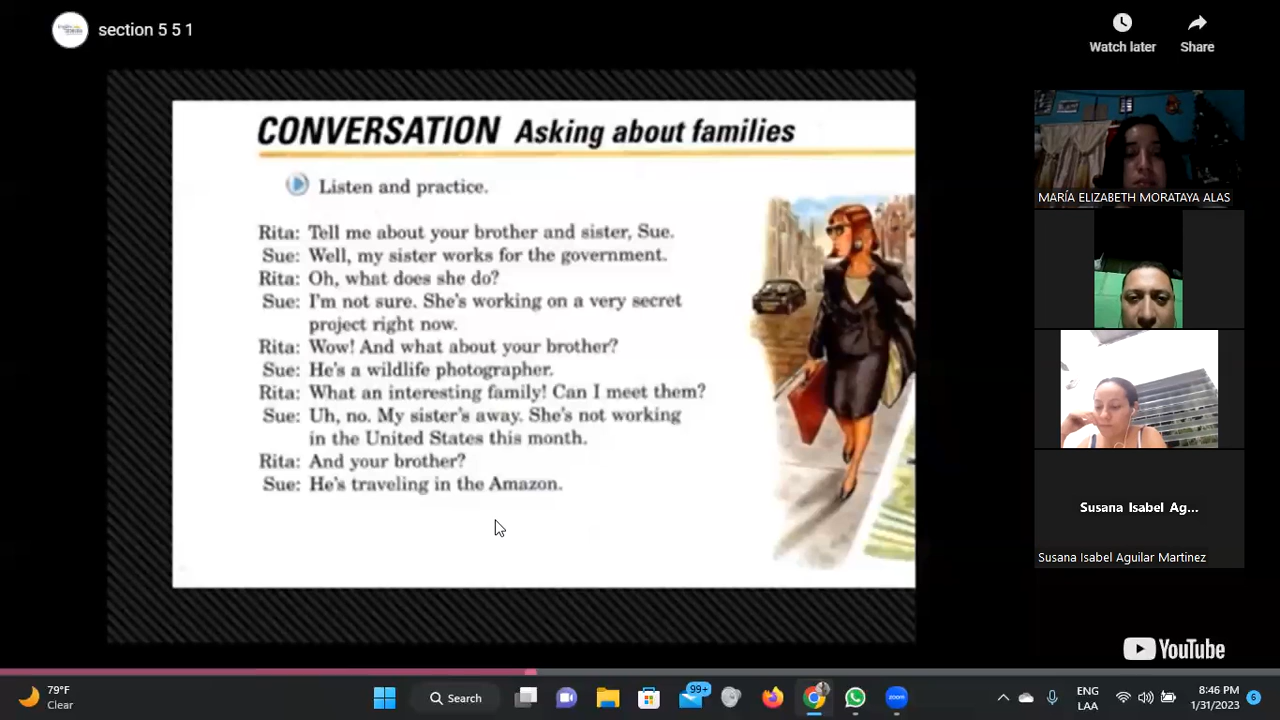 section 5 5 1
Watch later
Share
CONVERSATION Asking about families
Listen and practice.
Rita: Tell me about your brother and sister, Sue.
Sue: Well, my sister works for the government.
Rita: Oh, what does she do?
Sue: I'm not sure. She's working on a very secret
project right now.
Rita: Wow! And what about your brother?
Sue: He's a wildlife photographer.
Rita: What an interesting family! Can I meet them?
Sue: Uh, no. My sister's away. She's not working
in the United States this month.
Rita: And your brother?
Sue: He's traveling in the Amazon.
MARÍA ELIZABETH MORATAYA ALAS
Susana Isabel Ag...
Susana Isabel Aguilar Martinez
YouTube
79°F
Clear
Search
99+
zoom
ENG
LAA
8:46 PM
1/31/2023
6